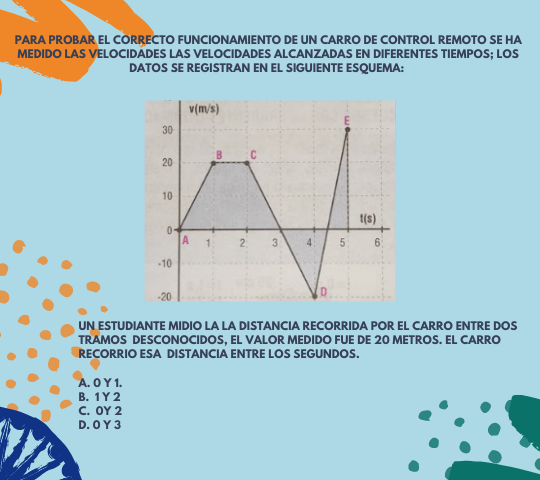 PARA PROBAR EL CORRECTO FUNCIONAMIENTO DE UN CARRO DE CONTROL REMOTO SE HA
MEDIDO LAS VELOCIDADES LAS VELOCIDADES ALCANZADAS EN DIFERENTES TIEMPOS; LOS
DATOS SE REGISTRAN EN EL SIGUIENTE ESQUEMA:
v(m/s)
30
E
20
B
C
10
0
A
1
2
3
4
5
6
t(s)
-10
-20
D
UN ESTUDIANTE MIDIO LA LA DISTANCIA RECORRIDA POR EL CARRO ENTRE DOS
TRAMOS DESCONOCIDOS, EL VALOR MEDIDO FUE DE 20 METROS. EL CARRO
RECORRIO ESA DISTANCIA ENTRE LOS SEGUNDOS.
A. 0 Y 1.
B. 1 Y 2
C. 0Y 2
D. 0 Y 3